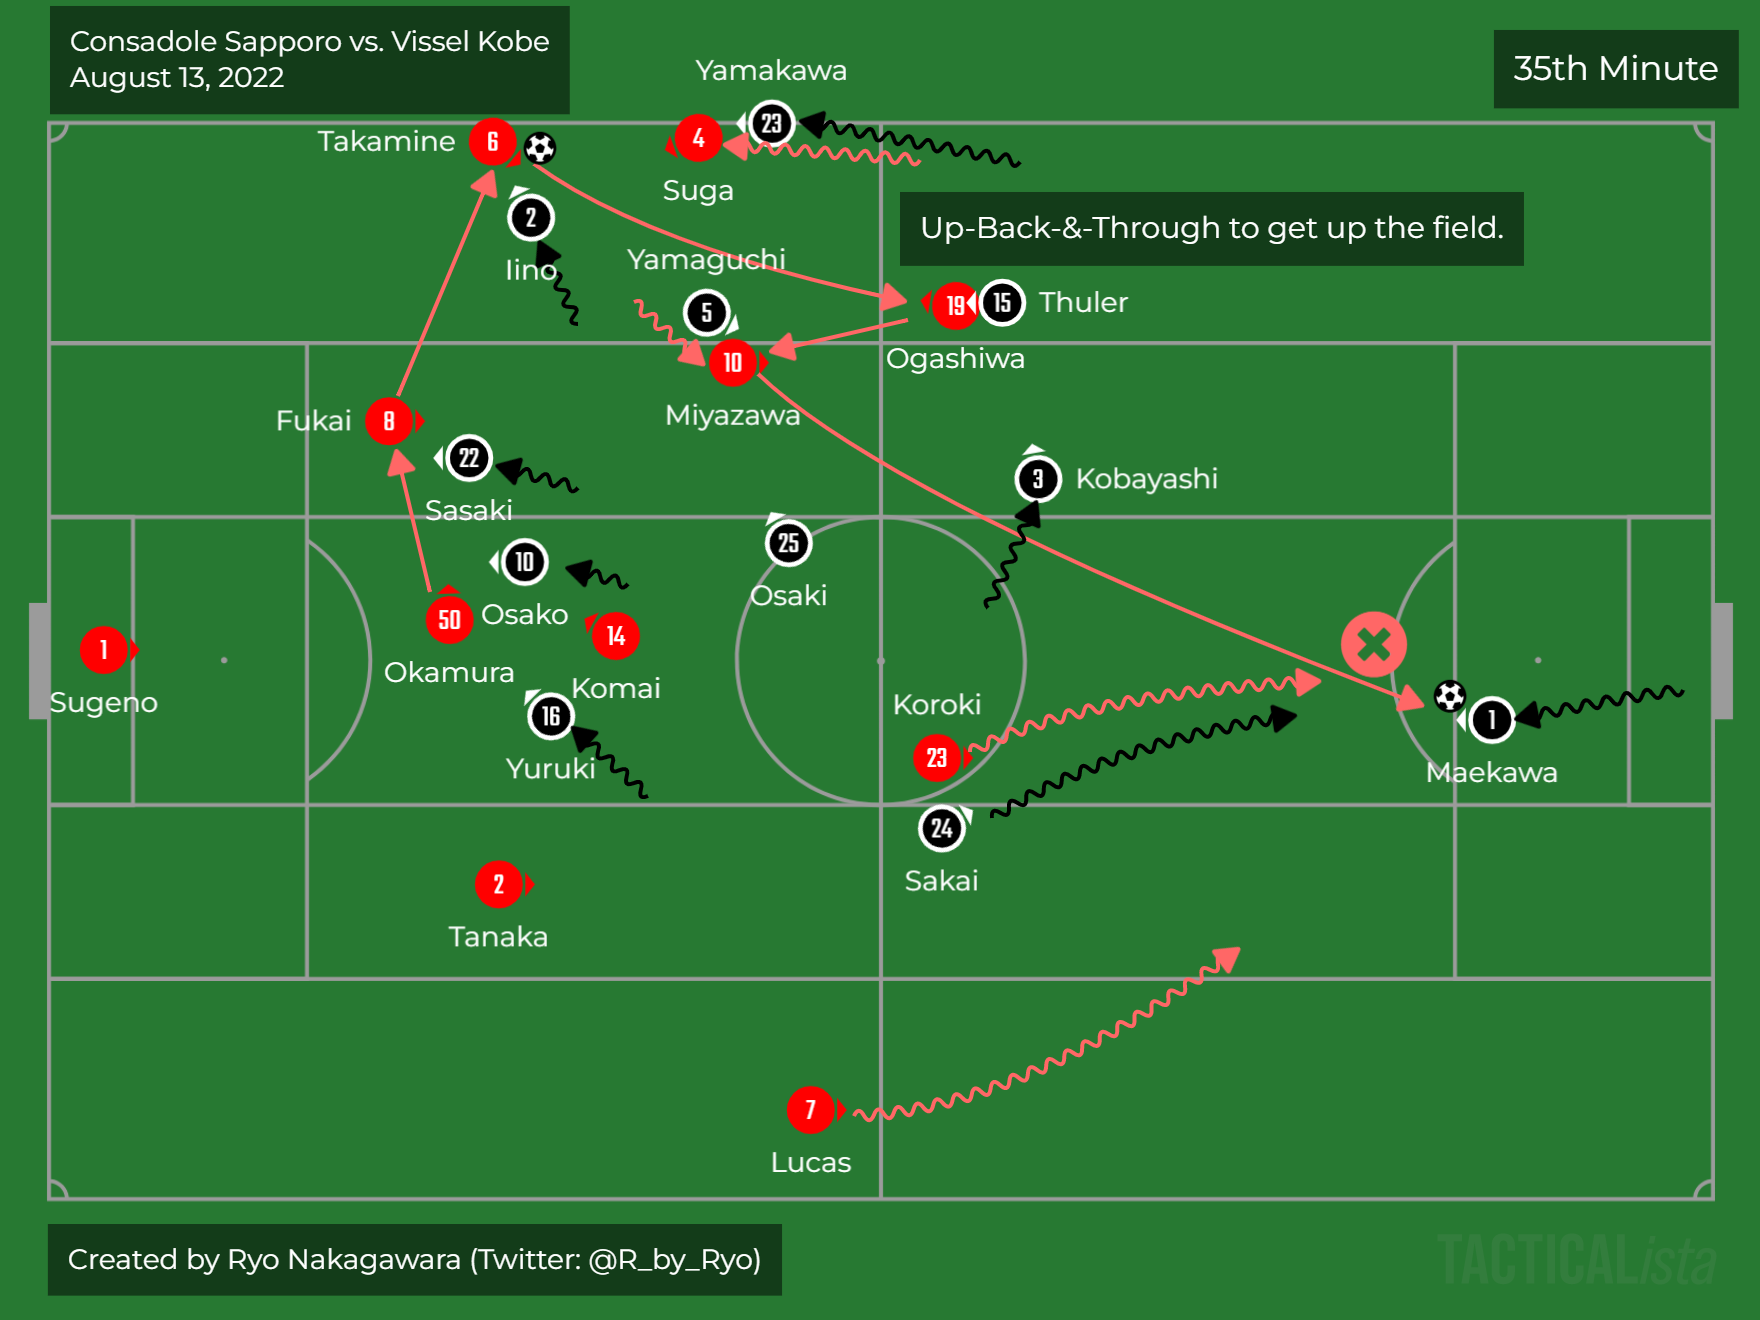 Consadole Sapporo vs. Vissel Kobe
August 13, 2022
35th Minute
Yamakawa
23
Takamine
6
4
Suga
2
Iino
Up-Back-&-Through to get up the field.
Yamaguchi
5
19
15
Thuler
Ogashiwa
10
Miyazawa
Fukai
8
22
Sasaki
3
Kobayashi
25
Osaki
10
Osako
50
Okamura
14
Komai
1
Sugeno
16
Yuruki
Koroki
23
1
Maekawa
24
Sakai
2
Tanaka
7
Lucas
Created by Ryo Nakagawara (Twitter: @R_by_Ryo)
TACTICALista